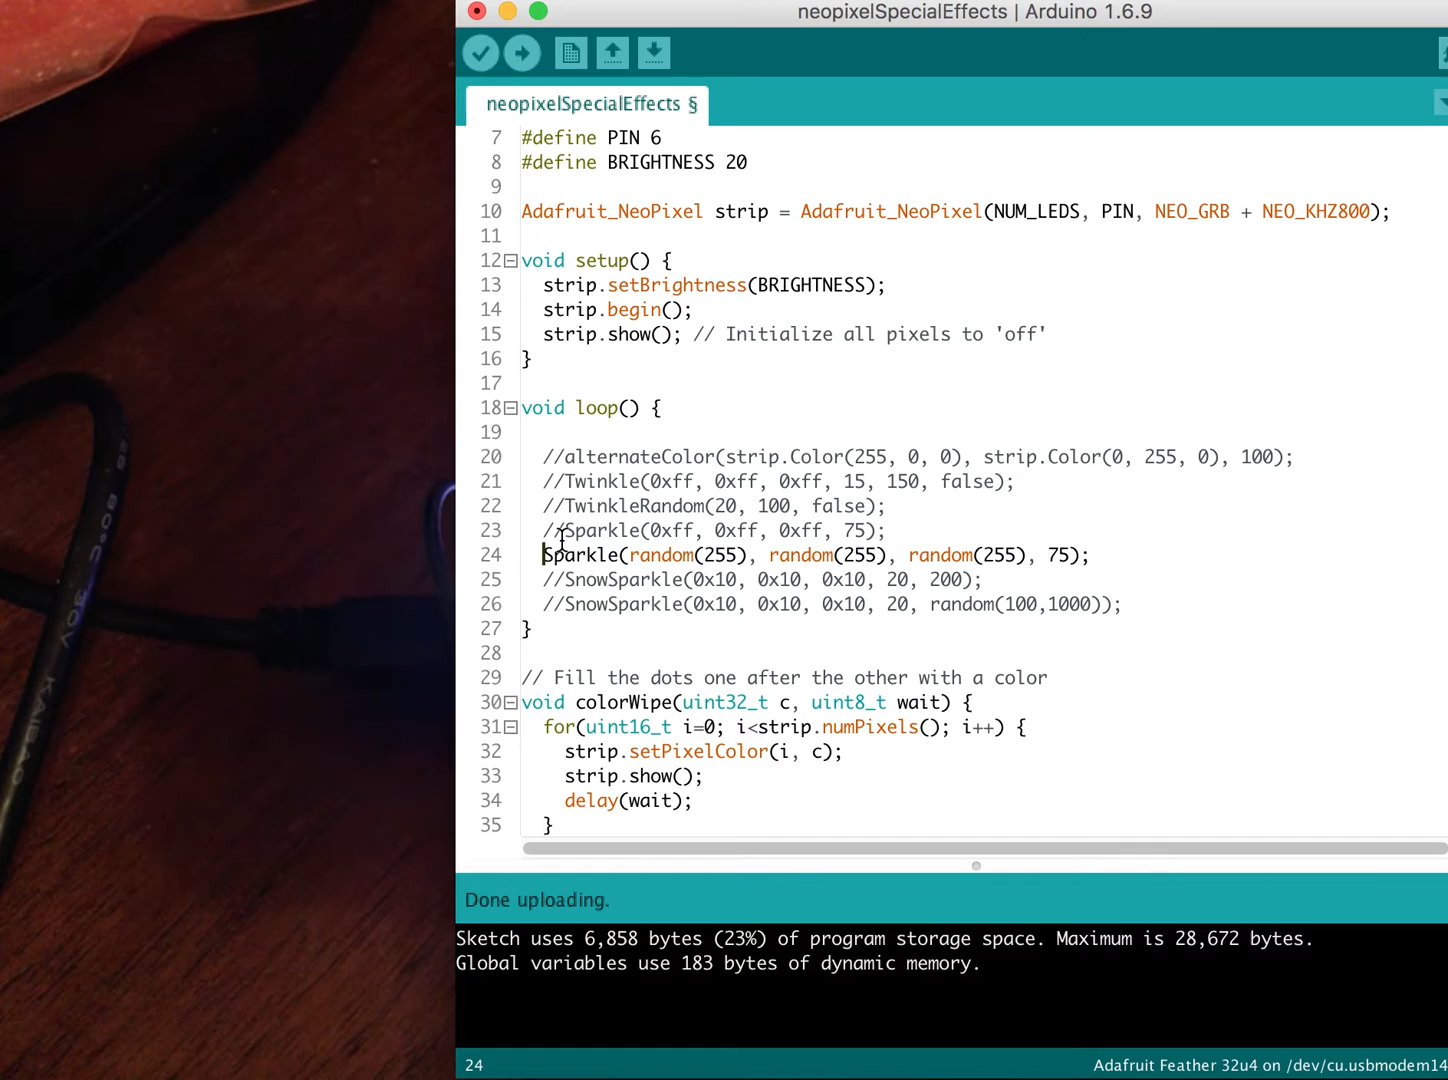 neopixelSpecialEffects | Arduino 1.6.9
neopixelSpecialEffects §
7 #define PIN 6
8 #define BRIGHTNESS 20
9
10 Adafruit_NeoPixel strip = Adafruit_NeoPixel(NUM_LEDS, PIN, NEO_GRB + NEO_KHZ800);
11
12 void setup() {
13 strip.setBrightness(BRIGHTNESS);
14 strip.begin();
15 strip.show(); // Initialize all pixels to 'off'
16 }
17
18 void loop() {
19
20 //alternateColor(strip.Color(255, 0, 0), strip.Color(0, 255, 0), 100);
21 //Twinkle(0xff, 0xff, 0xff, 15, 150, false);
22 //TwinkleRandom(20, 100, false);
23 //Sparkle(0xff, 0xff, 0xff, 75);
24 Sparkle(random(255), random(255), random(255), 75);
25 //SnowSparkle(0x10, 0x10, 0x10, 20, 200);
26 //SnowSparkle(0x10, 0x10, 0x10, 20, random(100,1000));
27 }
28
29 // Fill the dots one after the other with a color
30 void colorWipe(uint32_t c, uint8_t wait) {
31 for(uint16_t i=0; i<strip.numPixels(); i++) {
32 strip.setPixelColor(i, c);
33 strip.show();
34 delay(wait);
35 }
Done uploading.
Sketch uses 6,858 bytes (23%) of program storage space. Maximum is 28,672 bytes.
Global variables use 183 bytes of dynamic memory.
24
Adafruit Feather 32u4 on /dev/cu.usbmodem14
80°C 30V KAIBAO